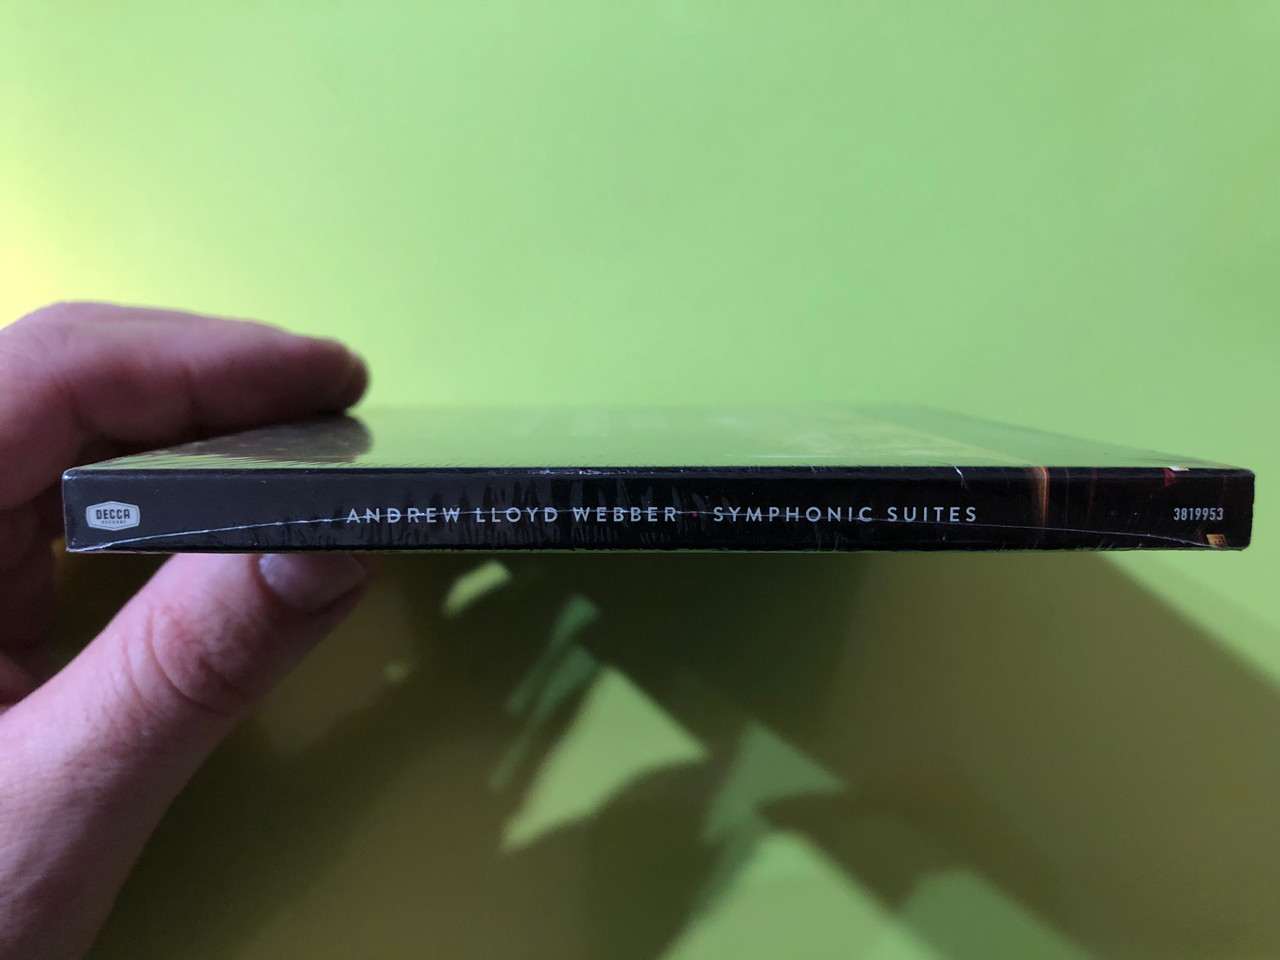 DECCA
ANDREW LLOYD WEBBER · SYMPHONIC SUITES
3819953